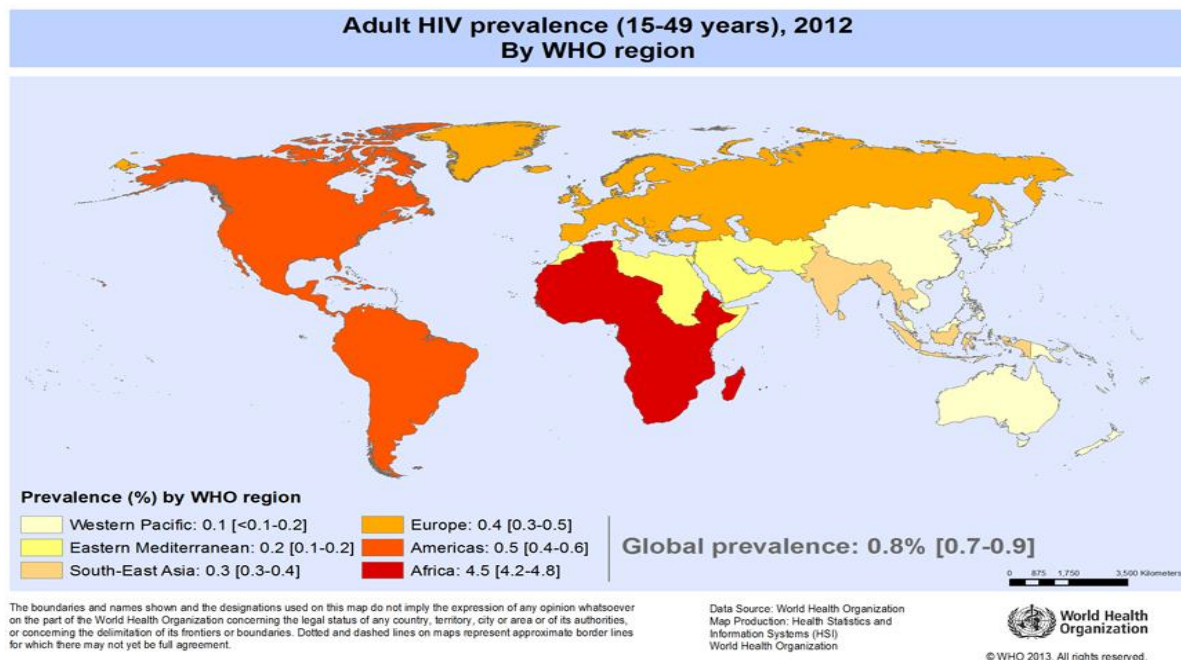 Adult HIV prevalence (15-49 years), 2012
By WHO region
Prevalence (%) by WHO region
Western Pacific: 0.1 [<0.1-0.2]
Eastern Mediterranean: 0.2 [0.1-0.2]
South-East Asia: 0.3 [0.3-0.4]
Europe: 0.4 [0.3-0.5]
Americas: 0.5 [0.4-0.6]
Africa: 4.5 [4.2-4.8]
Global prevalence: 0.8% [0.7-0.9]
0 875 1,750 3,500 Kilometers
The boundaries and names shown and the designations used on this map do not imply the expression of any opinion whatsoever
on the part of the World Health Organization concerning the legal status of any country, territory, city or area or of its authorities,
or concerning the delimitation of its frontiers or boundaries. Dotted and dashed lines on maps represent approximate border lines
for which there may not yet be full agreement.
Data Source: World Health Organization
Map Production: Health Statistics and
Information Systems (HSI)
World Health Organization
World Health
Organization
© WHO 2013. All rights reserved.